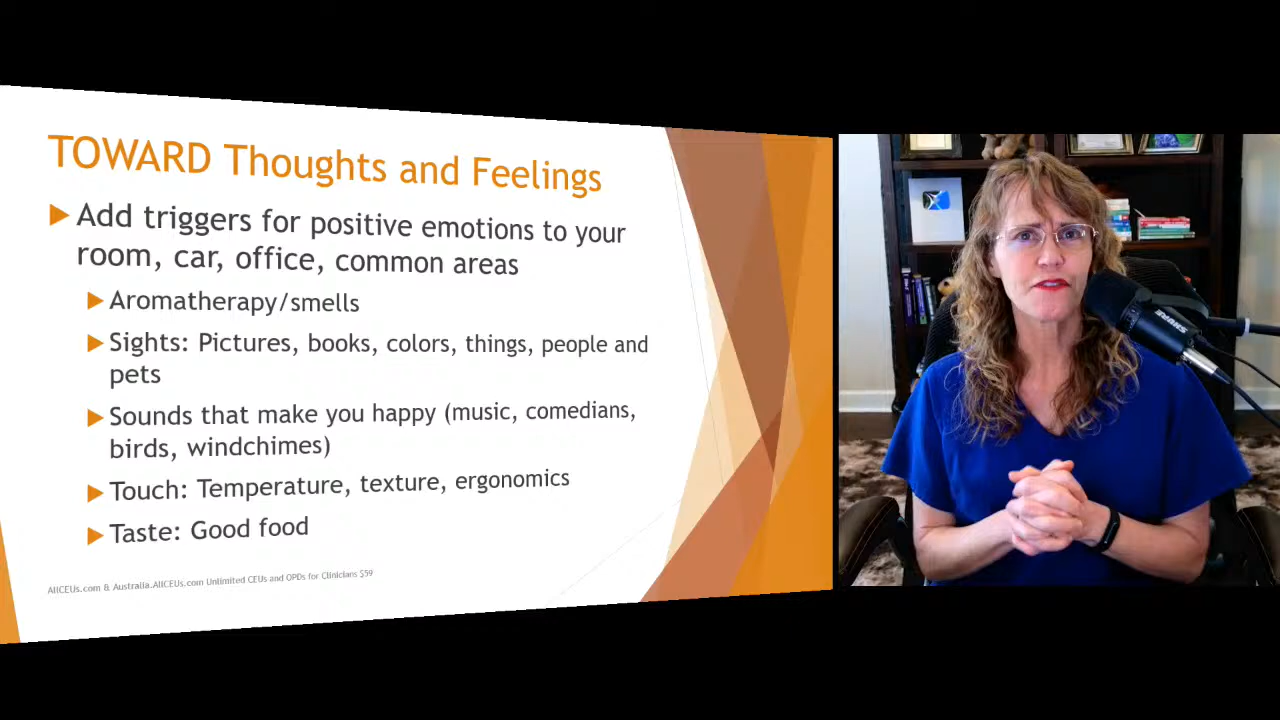 TOWARD Thoughts and Feelings
Add triggers for positive emotions to your
room, car, office, common areas
Aromatherapy/smells
Sights: Pictures, books, colors, things, people and
pets
Sounds that make you happy (music, comedians,
birds, windchimes)
Touch: Temperature, texture, ergonomics
Taste: Good food
AllCEUs.com & Australia.AllCEUs.com Unlimited CEUs and OPDs for Clinicians $59
SHURE